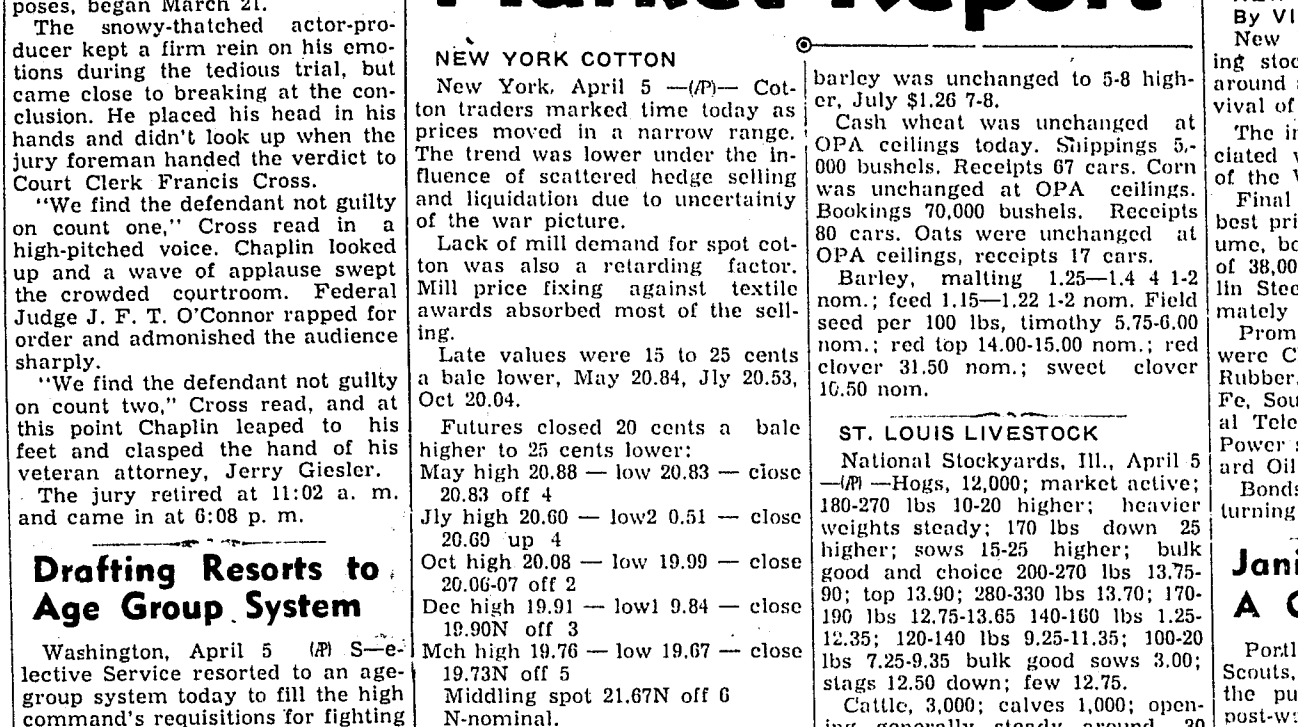 poses, began March 21.
The snowy-thatched actor-pro-
ducer kept a firm rein on his emo-
tions during the tedious trial, but
came close to breaking at the con-
clusion. He placed his head in his
hands and didn't look up when the
jury foreman handed the verdict to
Court Clerk Francis Cross.
"We find the defendant not guilty
on count one," Cross read in a
high-pitched voice. Chaplin looked
up and a wave of applause swept
the crowded courtroom. Federal
Judge J. F. T. O'Connor rapped for
order and admonished the audience
sharply.
"We find the defendant not guilty
on count two," Cross read, and at
this point Chaplin leaped to his
feet and clasped the hand of his
veteran attorney, Jerry Giesler.
The jury retired at 11:02 a. m.
and came in at 6:08 p. m.
Drafting Resorts to
Age Group System
Washington, April 5 (/P) S—e-
lective Service resorted to an age-
group system today to fill the high
command's requisitions for fighting
Market Report
NEW YORK COTTON
New York, April 5 —(/P)— Cot-
ton traders marked time today as
prices moved in a narrow range.
The trend was lower under the in-
fluence of scattered hedge selling
and liquidation due to uncertainty
of the war picture.
Lack of mill demand for spot cot-
ton was also a retarding factor.
Mill price fixing against textile
awards absorbed most of the sell-
ing.
Late values were 15 to 25 cents
a bale lower, May 20.84, Jly 20.53,
Oct 20.04.
Futures closed 20 cents a bale
higher to 25 cents lower:
May high 20.88 — low 20.83 — close
20.83 off 4
Jly high 20.60 — low2 0.51 — close
20.60 up 4
Oct high 20.08 — low 19.99 — close
20.06-07 off 2
Dec high 19.91 — low1 9.84 — close
19.90N off 3
Mch high 19.76 — low 19.67 — close
19.73N off 5
Middling spot 21.67N off 6
N-nominal.
barley was unchanged to 5-8 high-
er, July $1.26 7-8.
Cash wheat was unchanged at
OPA ceilings today. Shippings 5,-
000 bushels. Receipts 67 cars. Corn
was unchanged at OPA ceilings.
Bookings 70,000 bushels. Receipts
80 cars. Oats were unchanged at
OPA ceilings, receipts 17 cars.
Barley, malting 1.25—1.4 4 1-2
nom.; feed 1.15—1.22 1-2 nom. Field
seed per 100 lbs, timothy 5.75-6.00
nom.; red top 14.00-15.00 nom.; red
clover 31.50 nom.; sweet clover
10.50 nom.
ST. LOUIS LIVESTOCK
National Stockyards, Ill., April 5
—(/P) —Hogs, 12,000; market active;
180-270 lbs 10-20 higher; heavier
weights steady; 170 lbs down 25
higher; sows 15-25 higher; bulk
good and choice 200-270 lbs 13.75-
90; top 13.90; 280-330 lbs 13.70; 170-
190 lbs 12.75-13.65 140-160 lbs 1.25-
12.35; 120-140 lbs 9.25-11.35; 100-20
lbs 7.25-9.35 bulk good sows 3.00;
stags 12.50 down; few 12.75.
Cattle, 3,000; calves 1,000; open-
ing generally steady around 30
By VI
New
ing stoc
around
vival of
The in
ciated
of the
Final
best pri
ume, bo
of 38,00
lin Stee
mately
Prom
were C
Rubber,
Fe, Sou
al Tele
Power
ard Oil
Bonds
turning
Jani
A
Portl
Scouts,
the pu
post-w